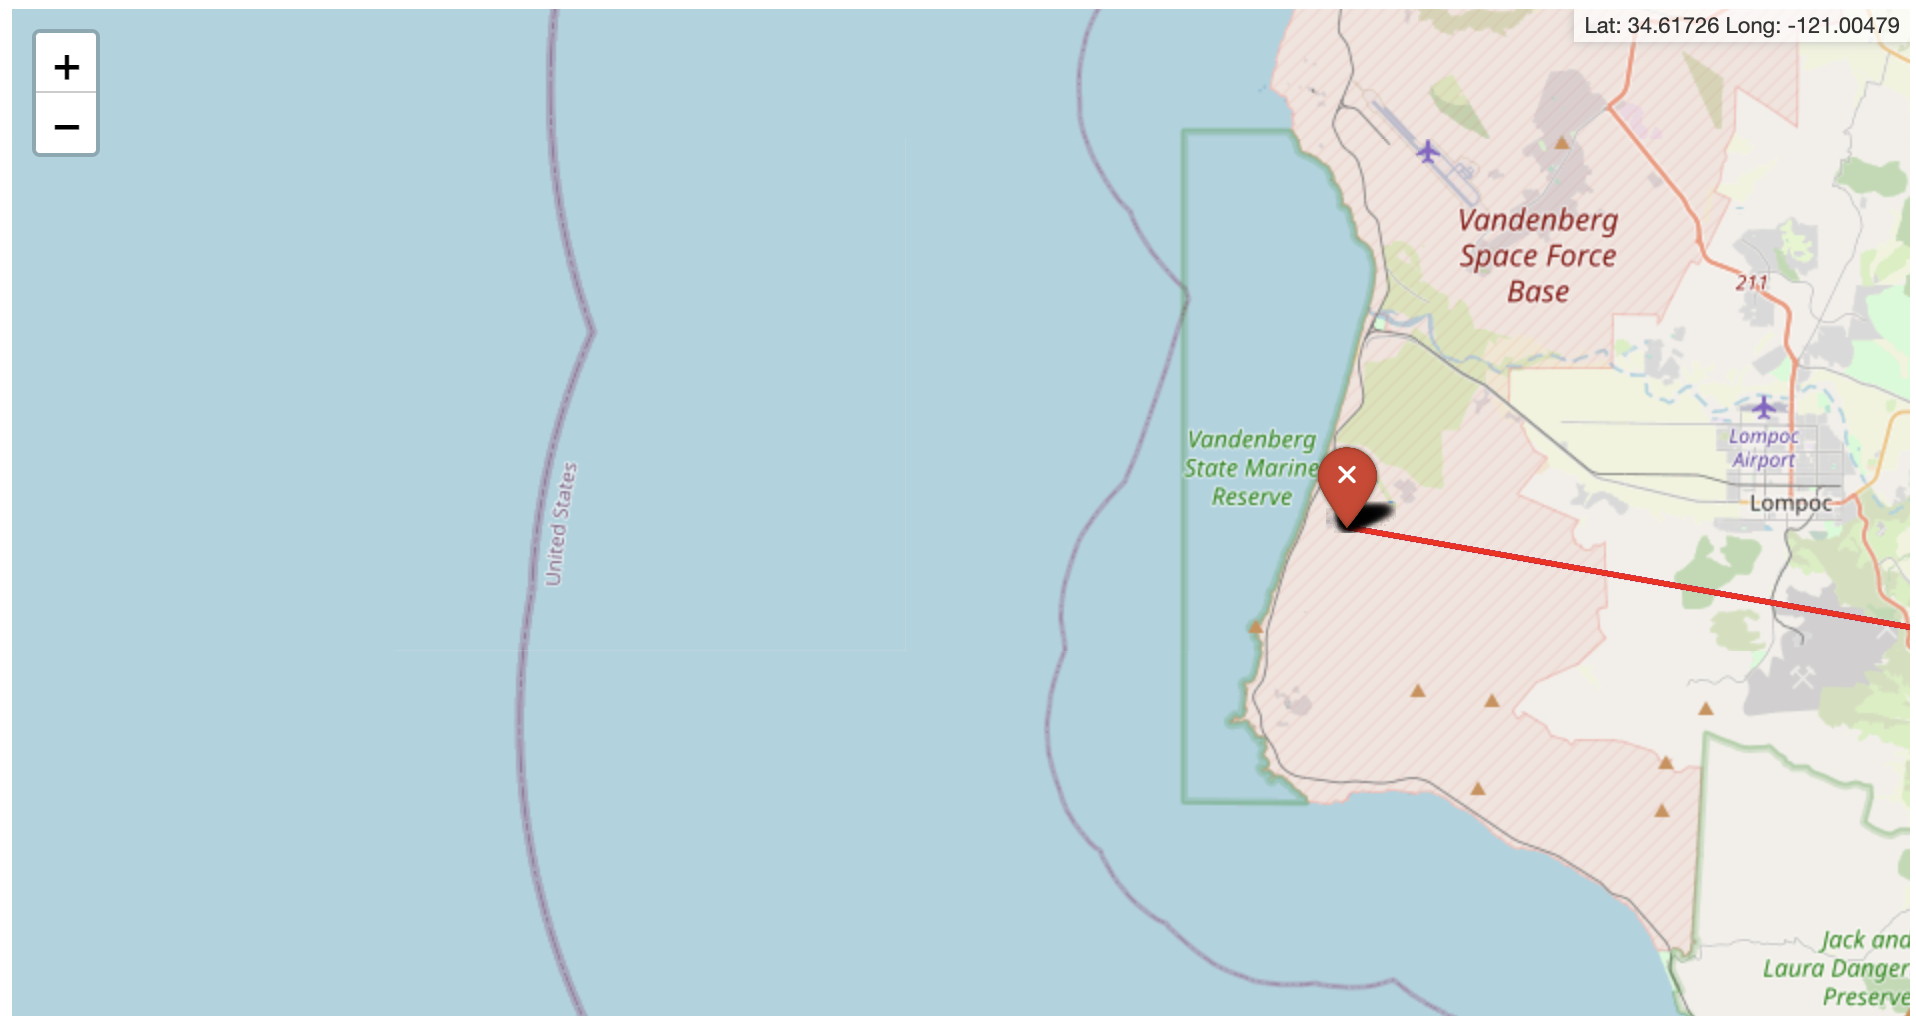 +
−
Lat: 34.61726 Long: -121.00479
Vandenberg
Space Force
Base
211
Vandenberg
State Marine
Reserve
United States
Lompoc
Airport
Lompoc
Jack and
Laura Danger
Preserve